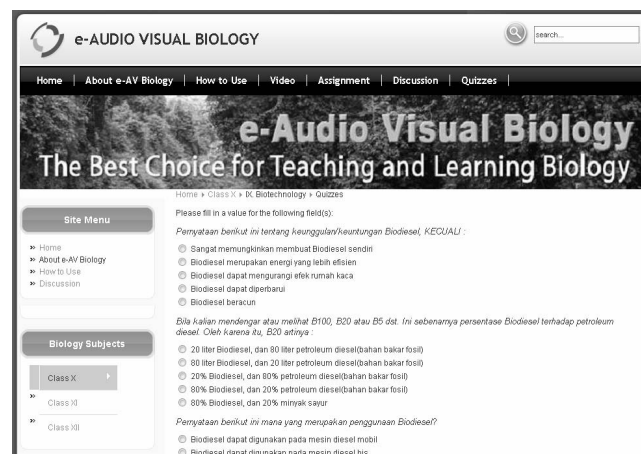 e-AUDIO VISUAL BIOLOGY
search...
Home | About e-AV Biology | How to Use | Video | Assignment | Discussion | Quizzes |
e-Audio Visual Biology
The Best Choice for Teaching and Learning Biology
Home » Class X » IX. Biotechnology » Quizzes
Site Menu
» Home
» About e-AV Biology
» How to Use
» Discussion
Biology Subjects
Class X
» Class XI
» Class XII
Please fill in a value for the following field(s):
Pernyataan berikut ini tentang keunggulan/keuntungan Biodiesel, KECUALI :
Sangat memungkinkan membuat Biodiesel sendiri
Biodiesel merupakan energi yang lebih efisien
Biodiesel dapat mengurangi efek rumah kaca
Biodiesel dapat diperbarui
Biodiesel beracun
Bila kalian mendengar atau melihat B100, B20 atau B5 dst. Ini sebenarnya persentase Biodiesel terhadap petroleum
diesel. Oleh karena itu, B20 artinya :
20 liter Biodiesel, dan 80 liter petroleum diesel(bahan bakar fosil)
80 liter Biodiesel, dan 20 liter petroleum diesel(bahan bakar fosil)
20% Biodiesel, dan 80% petroleum diesel(bahan bakar fosil)
80% Biodiesel, dan 20% petroleum diesel(bahan bakar fosil)
80% Biodiesel, dan 20% minyak sayur
Pernyataan berikut ini mana yang merupakan penggunaan Biodiesel?
Biodiesel dapat digunakan pada mesin diesel mobil
Biodiesel dapat digunakan pada mesin diesel bis